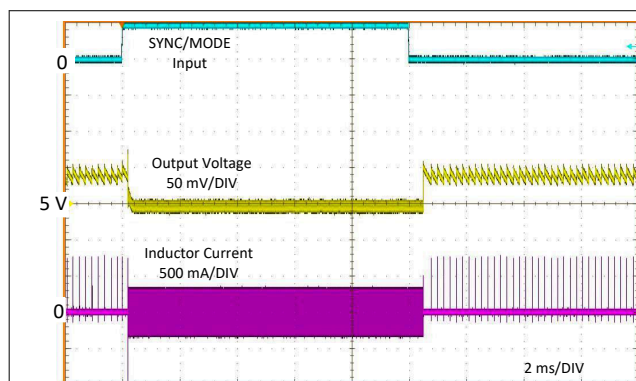 SYNC/MODE
Input
0
Output Voltage
50 mV/DIV
5 V
Inductor Current
500 mA/DIV
0
2 ms/DIV